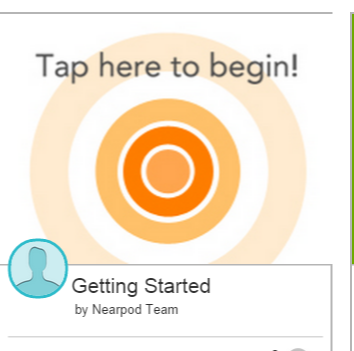 Tap here to begin!
Getting Started
by Nearpod Team